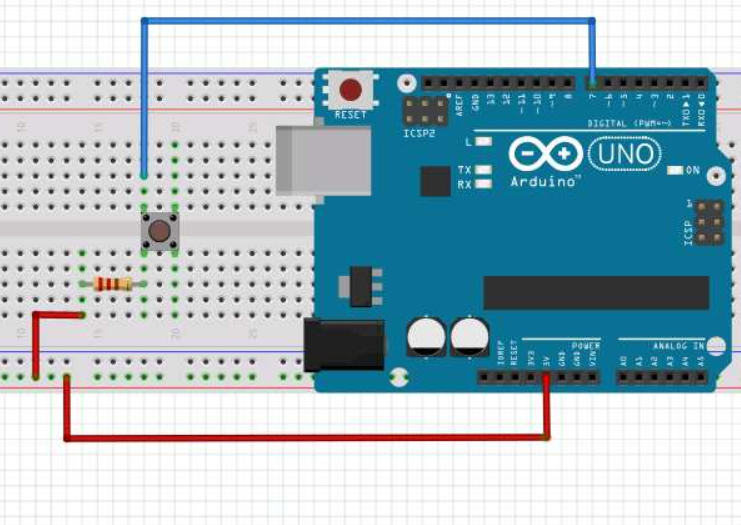 RESET
ICSP2
AREF
GND
13
12
~11
~10
~9
8
7
~6
~5
4
~3
2
TX0▶1
RX0◀0
DIGITAL (PWM=~)
L
TX
RX
Arduino™
UNO
ON
1
ICSP
10
15
20
25
IOREF
RESET
3V3
5V
GND
GND
VIN
POWER
ANALOG IN
A0
A1
A2
A3
A4
A5